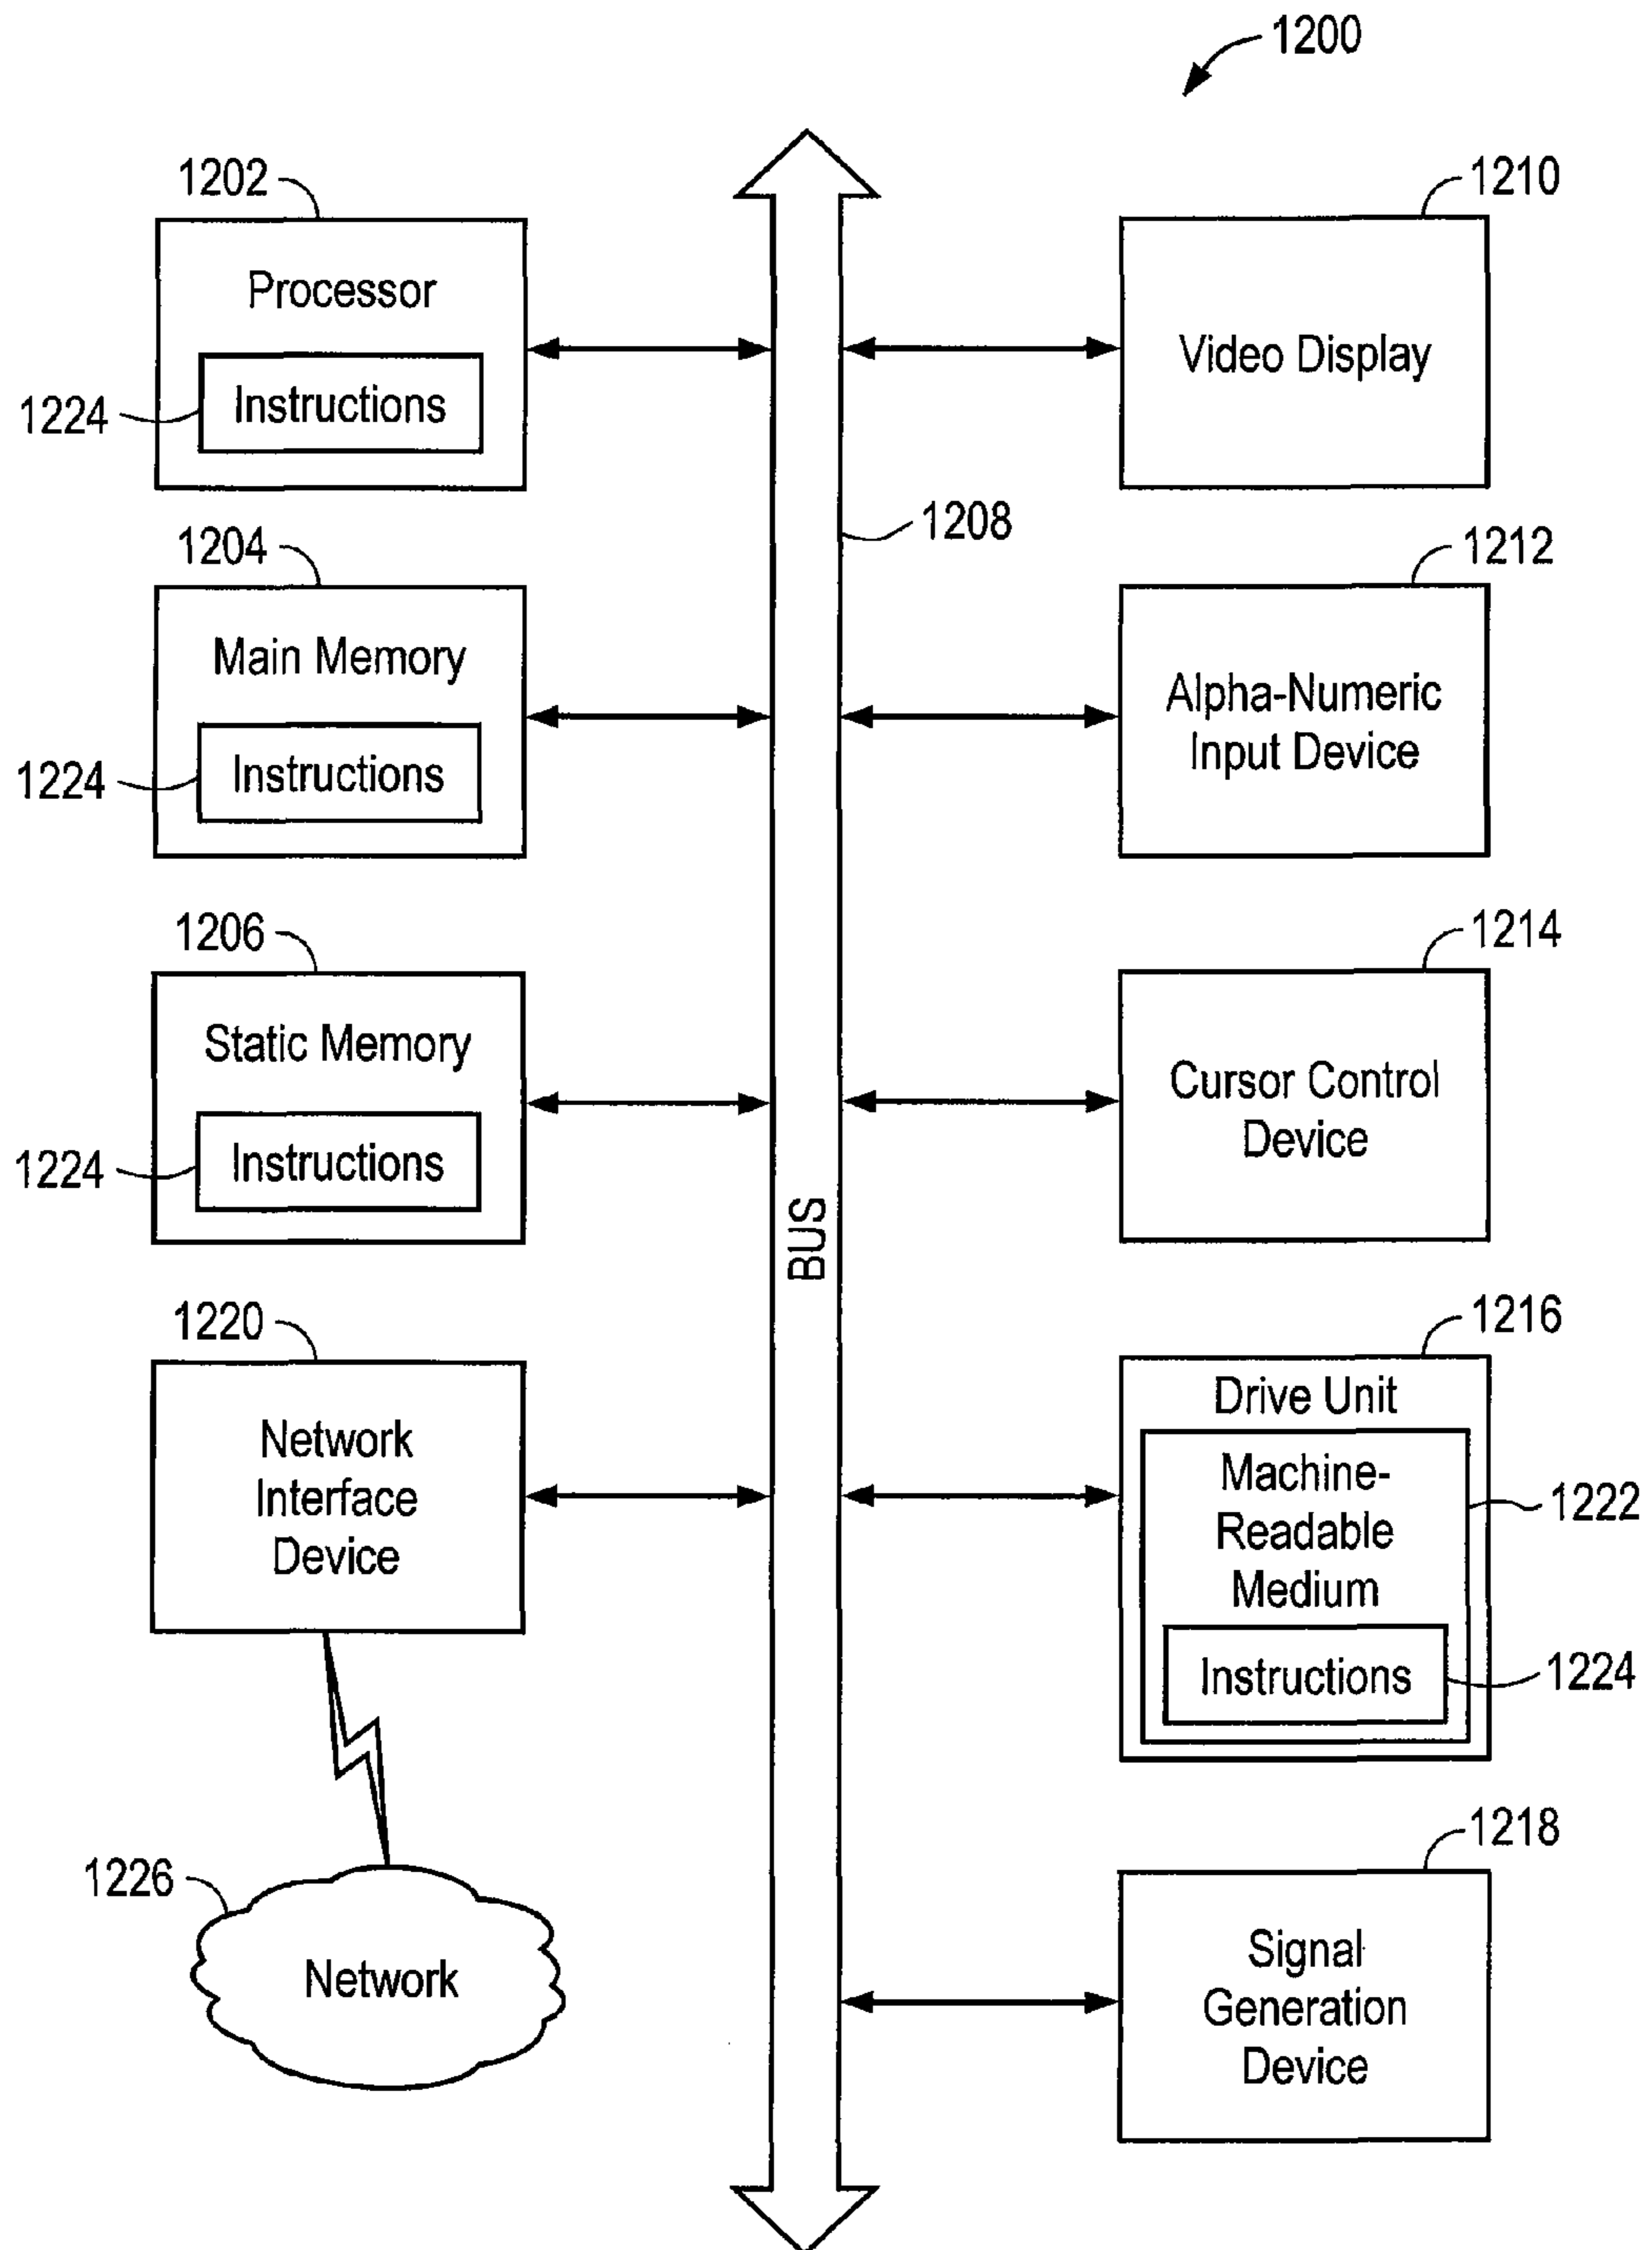 1200
1202
Processor
1224
Instructions
1204
Main Memory
1224
Instructions
1206
Static Memory
1224
Instructions
1220
Network
Interface
Device
1226
Network
1208
BUS
1210
Video Display
1212
Alpha-Numeric
Input Device
1214
Cursor Control
Device
1216
Drive Unit
Machine-
Readable
Medium
1222
Instructions
1224
1218
Signal
Generation
Device